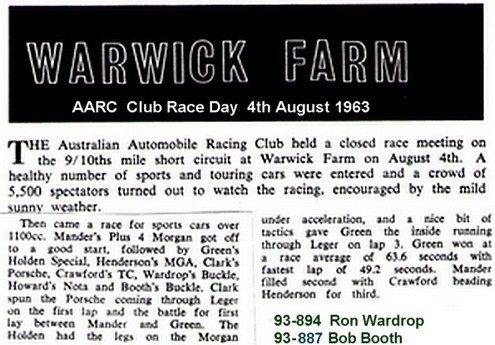 WARWICK FARM
AARC Club Race Day 4th August 1963
THE Australian Automobile Racing Club held a closed race meeting on
the 9/10ths mile short circuit at Warwick Farm on August 4th. A
healthy number of sports and touring cars were entered and a crowd of
5,500 spectators turned out to watch the racing, encouraged by the mild
sunny weather.
Then came a race for sports cars over
1100cc. Mander's Plus 4 Morgan got off
to a good start, followed by Green's
Holden Special, Henderson's MGA, Clark's
Porsche, Crawford's TC, Wardrop's Buckle,
Howard's Nota and Booth's Buckle. Clark
spun the Porsche coming through Leger
on the first lap and the battle for first
lay between Mander and Green. The
Holden had the legs on the Morgan
under acceleration, and a nice bit of
tactics gave Green the inside running
through Leger on lap 3. Green won at
a race average of 63.6 seconds with
fastest lap of 49.2 seconds. Mander
filled second with Crawford heading
Henderson for third.
93-894 Ron Wardrop
93-887 Bob Booth